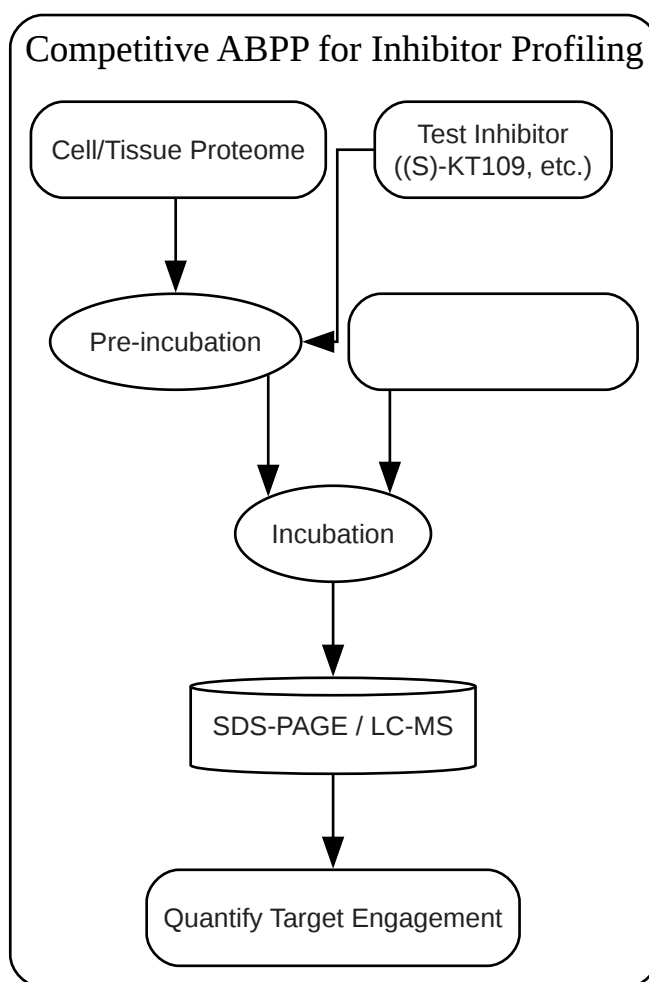 Competitive ABPP for Inhibitor Profiling
Cell/Tissue Proteome
Test Inhibitor
((S)-KT109, etc.)
Pre-incubation
Incubation
SDS-PAGE / LC-MS
Quantify Target Engagement